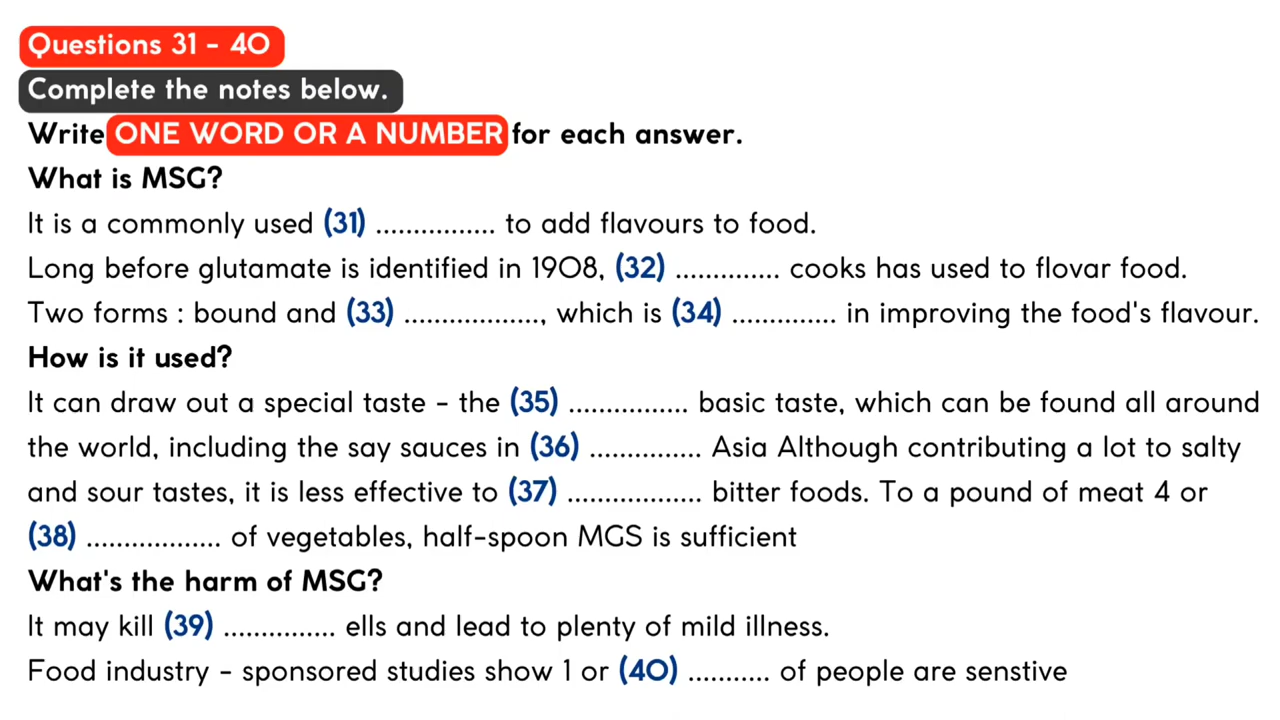 Questions 31 - 40
Complete the notes below.
Write ONE WORD OR A NUMBER for each answer.
What is MSG?
It is a commonly used (31) ................ to add flavours to food.
Long before glutamate is identified in 1908, (32) .............. cooks has used to flovar food.
Two forms : bound and (33) .................., which is (34) .............. in improving the food's flavour.
How is it used?
It can draw out a special taste - the (35) ................ basic taste, which can be found all around
the world, including the say sauces in (36) ............... Asia Although contributing a lot to salty
and sour tastes, it is less effective to (37) .................. bitter foods. To a pound of meat 4 or
(38) .................. of vegetables, half-spoon MGS is sufficient
What's the harm of MSG?
It may kill (39) ............... ells and lead to plenty of mild illness.
Food industry - sponsored studies show 1 or (40) ........... of people are senstive